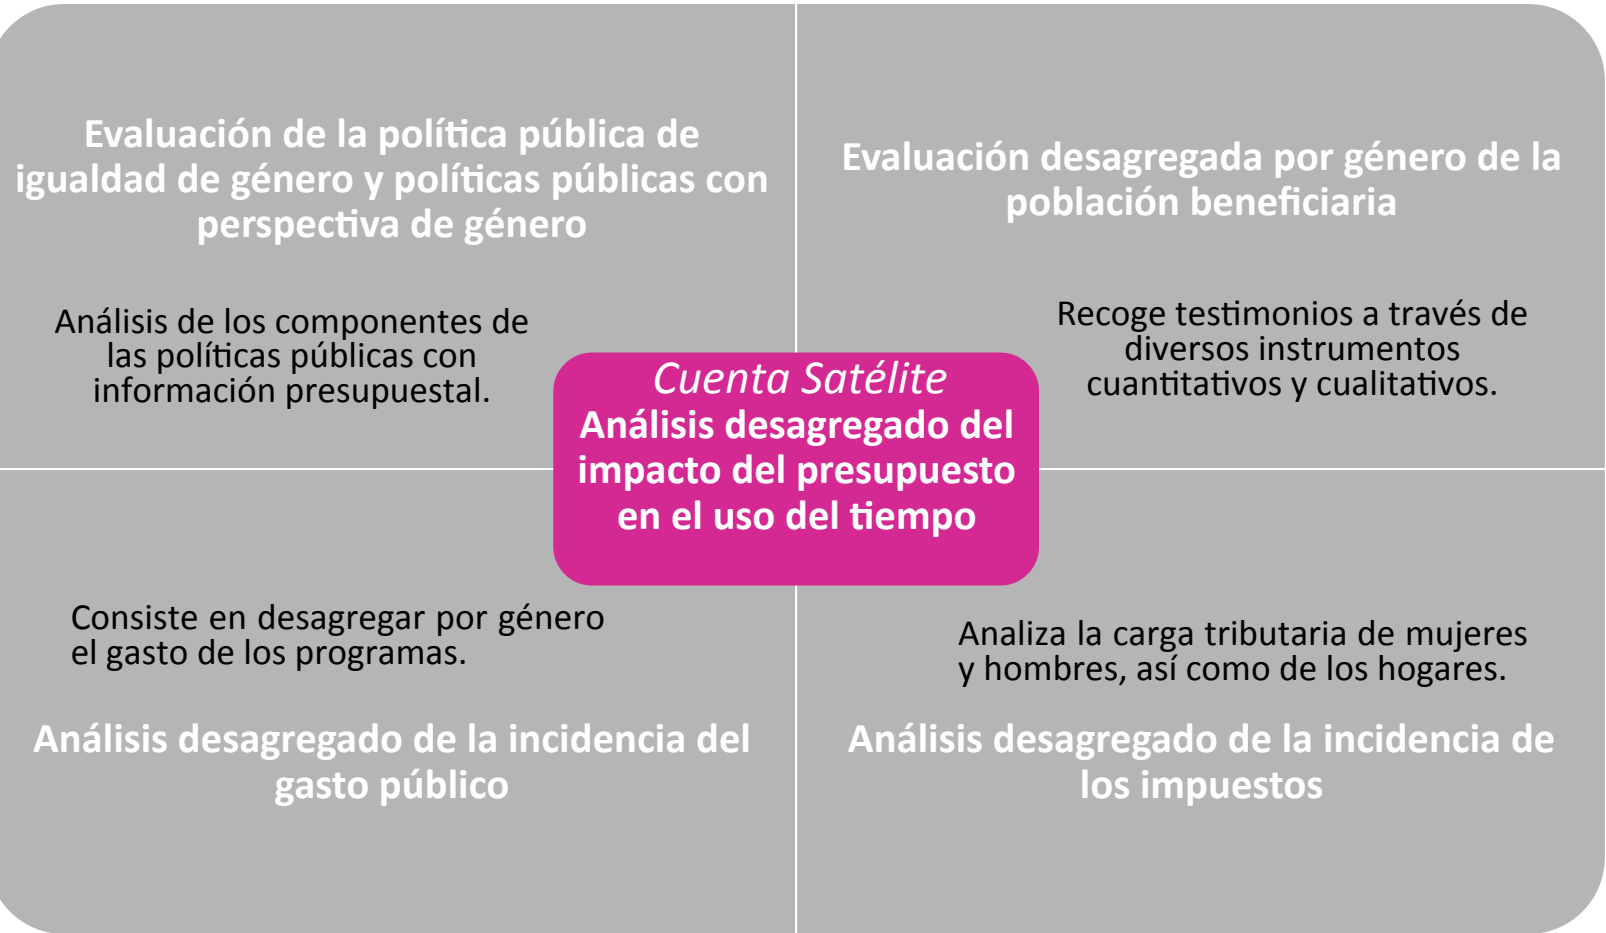 Evaluación de la política pública de
igualdad de género y políticas públicas con
perspectiva de género
Análisis de los componentes de
las políticas públicas con
información presupuestal.
Evaluación desagregada por género de la
población beneficiaria
Recoge testimonios a través de
diversos instrumentos
cuantitativos y cualitativos.
Cuenta Satélite
Análisis desagregado del
impacto del presupuesto
en el uso del tiempo
Consiste en desagregar por género
el gasto de los programas.
Análisis desagregado de la incidencia del
gasto público
Analiza la carga tributaria de mujeres
y hombres, así como de los hogares.
Análisis desagregado de la incidencia de
los impuestos